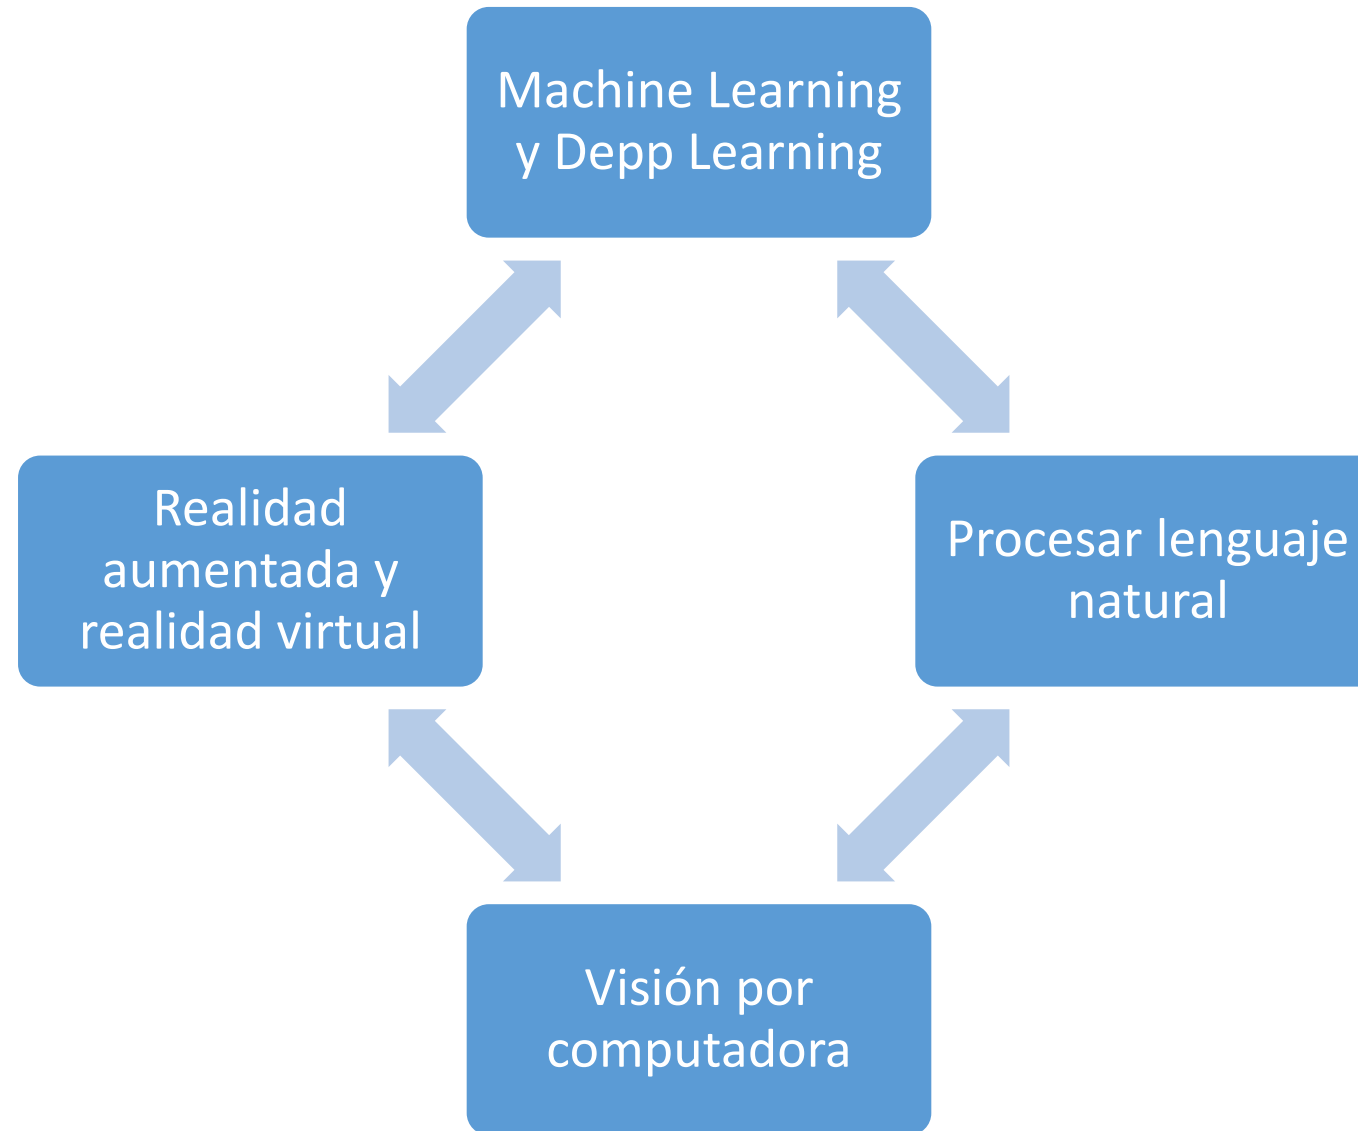 Machine Learning
y Depp Learning
Realidad
aumentada y
realidad virtual
Procesar lenguaje
natural
Visión por
computadora